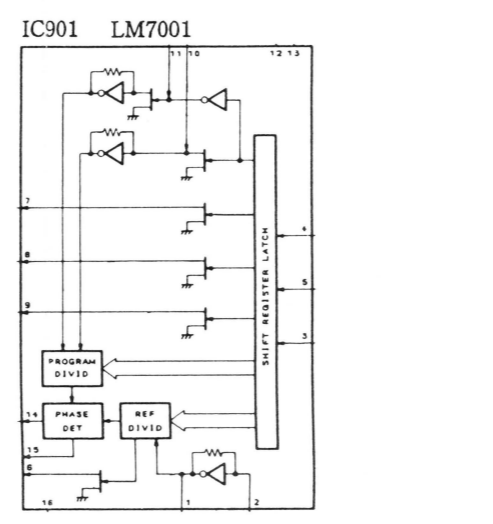 IC901 LM7001
11 10 12 13
7
8
9
4
5
3
SHIFT REGISTER LATCH
PROGRAM
DIVID
14
PHASE
DET
REF
DIVID
15
6
16
1
2